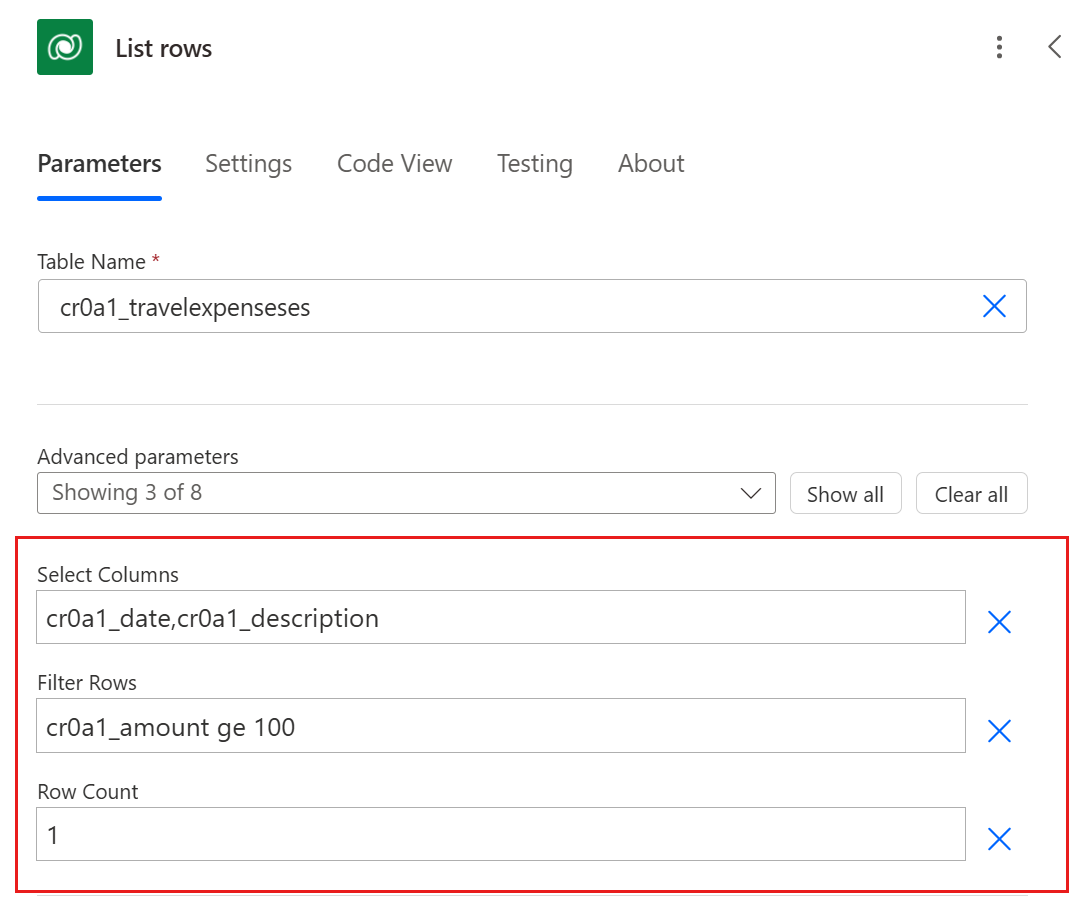 List rows
Parameters Settings Code View Testing About
Table Name *
cr0a1_travelexpenseses
Advanced parameters
Showing 3 of 8 Show all Clear all
Select Columns
cr0a1_date,cr0a1_description
Filter Rows
cr0a1_amount ge 100
Row Count
1